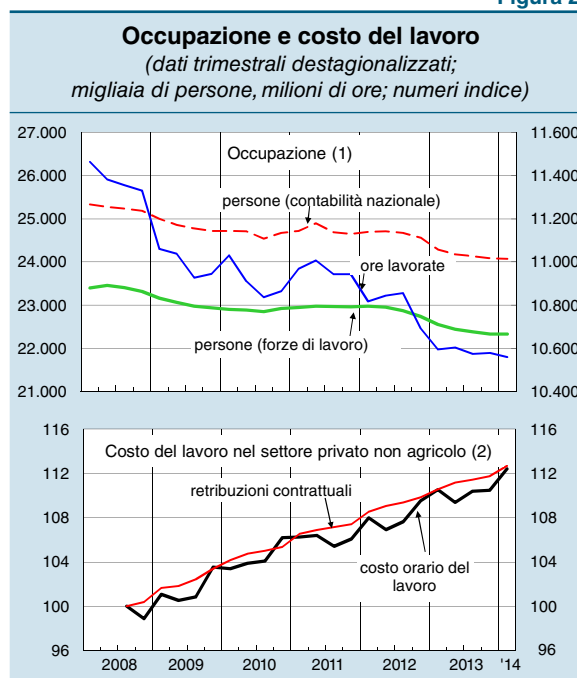 Figura 2
Occupazione e costo del lavoro
(dati trimestrali destagionalizzati;
migliaia di persone, milioni di ore; numeri indice)
27.000
26.000
25.000
24.000
23.000
22.000
21.000
Occupazione (1)
persone (contabilità nazionale)
ore lavorate
persone (forze di lavoro)
11.600
11.400
11.200
11.000
10.800
10.600
10.400
116
112
108
104
100
96
Costo del lavoro nel settore privato non agricolo (2)
retribuzioni contrattuali
costo orario del
lavoro
116
112
108
104
100
96
2008 2009 2010 2011 2012 2013 '14